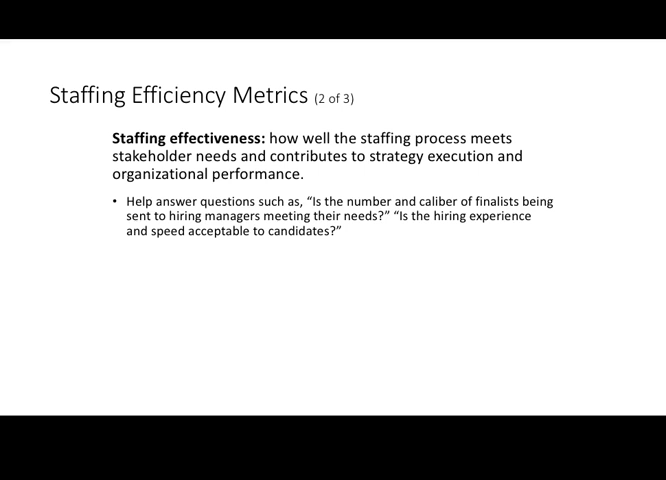 Staffing Efficiency Metrics (2 of 3)
Staffing effectiveness: how well the staffing process meets
stakeholder needs and contributes to strategy execution and
organizational performance.
• Help answer questions such as, “Is the number and caliber of finalists being
sent to hiring managers meeting their needs?” “Is the hiring experience
and speed acceptable to candidates?”